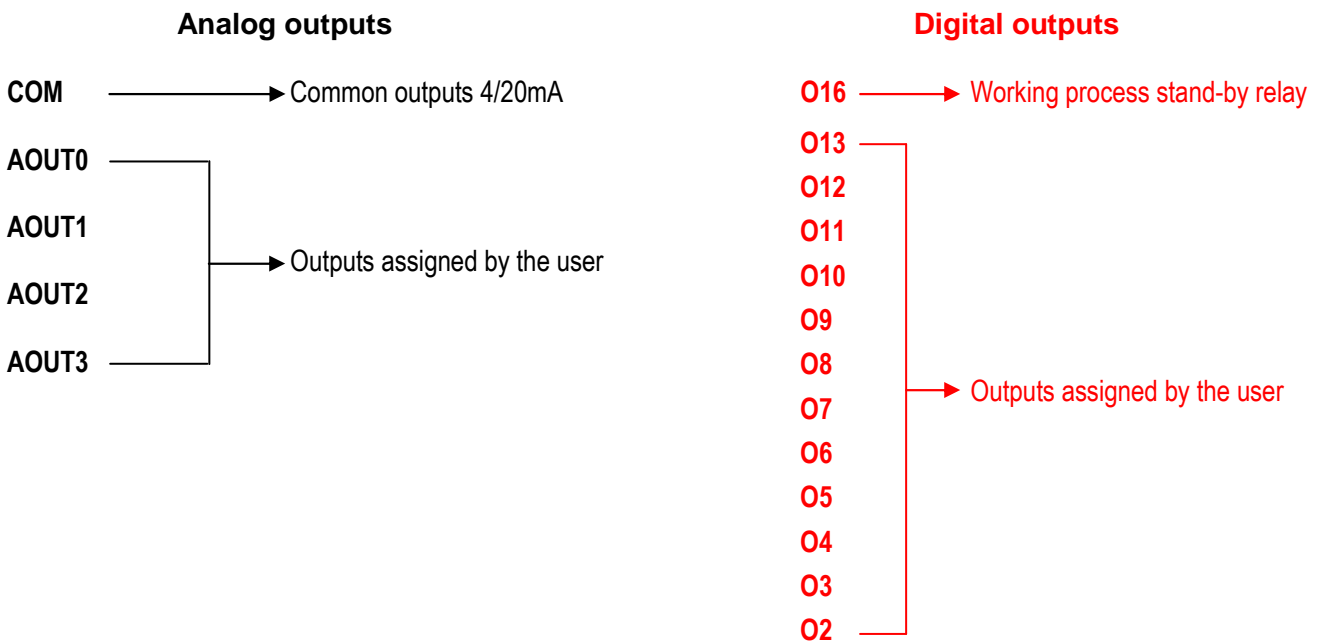 Analog outputs
COM
Common outputs 4/20mA
AOUT0
AOUT1
Outputs assigned by the user
AOUT2
AOUT3
Digital outputs
O16
Working process stand-by relay
O13
O12
O11
O10
O9
O8
Outputs assigned by the user
O7
O6
O5
O4
O3
O2